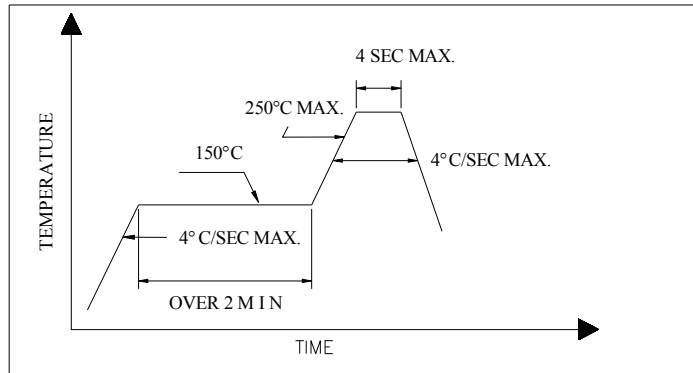 4 SEC MAX.
250°C MAX.
4°C/SEC MAX.
150°C
4°C/SEC MAX.
OVER 2 M I N
TEMPERATURE
TIME